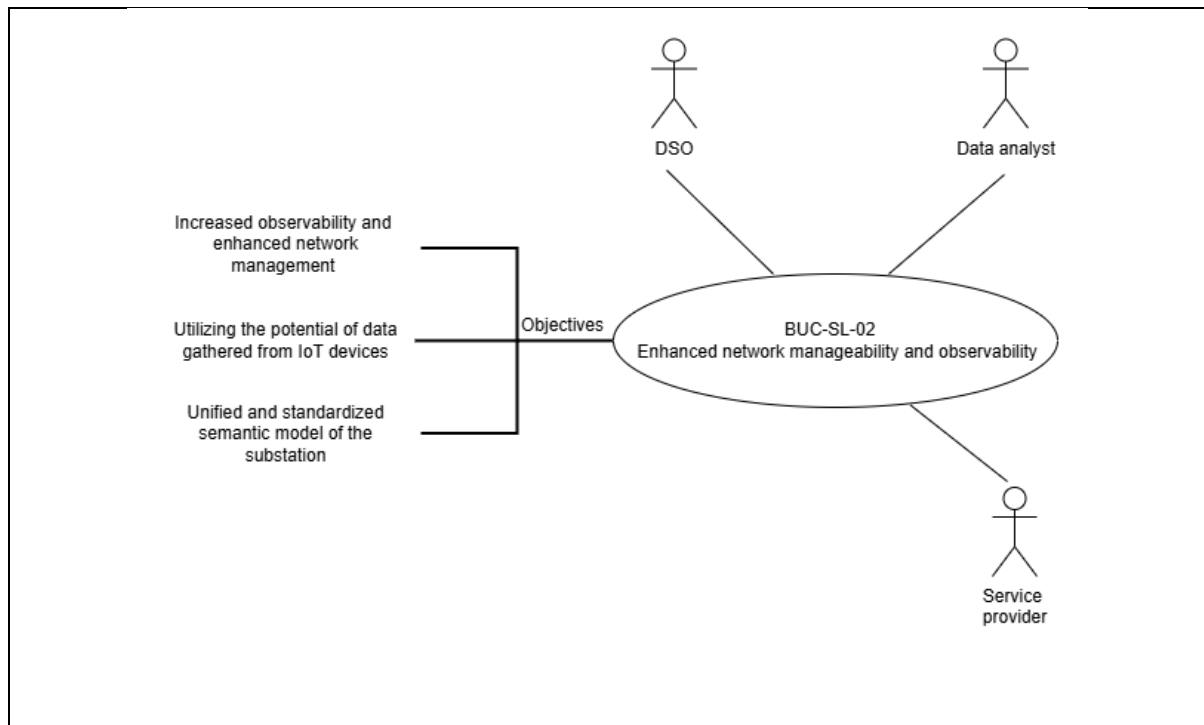 DSO
Data analyst
Increased observability and
enhanced network
management
Utilizing the potential of data
gathered from IoT devices
Unified and standardized
semantic model of the
substation
Objectives
BUC-SL-02
Enhanced network manageability and observability
Service
provider